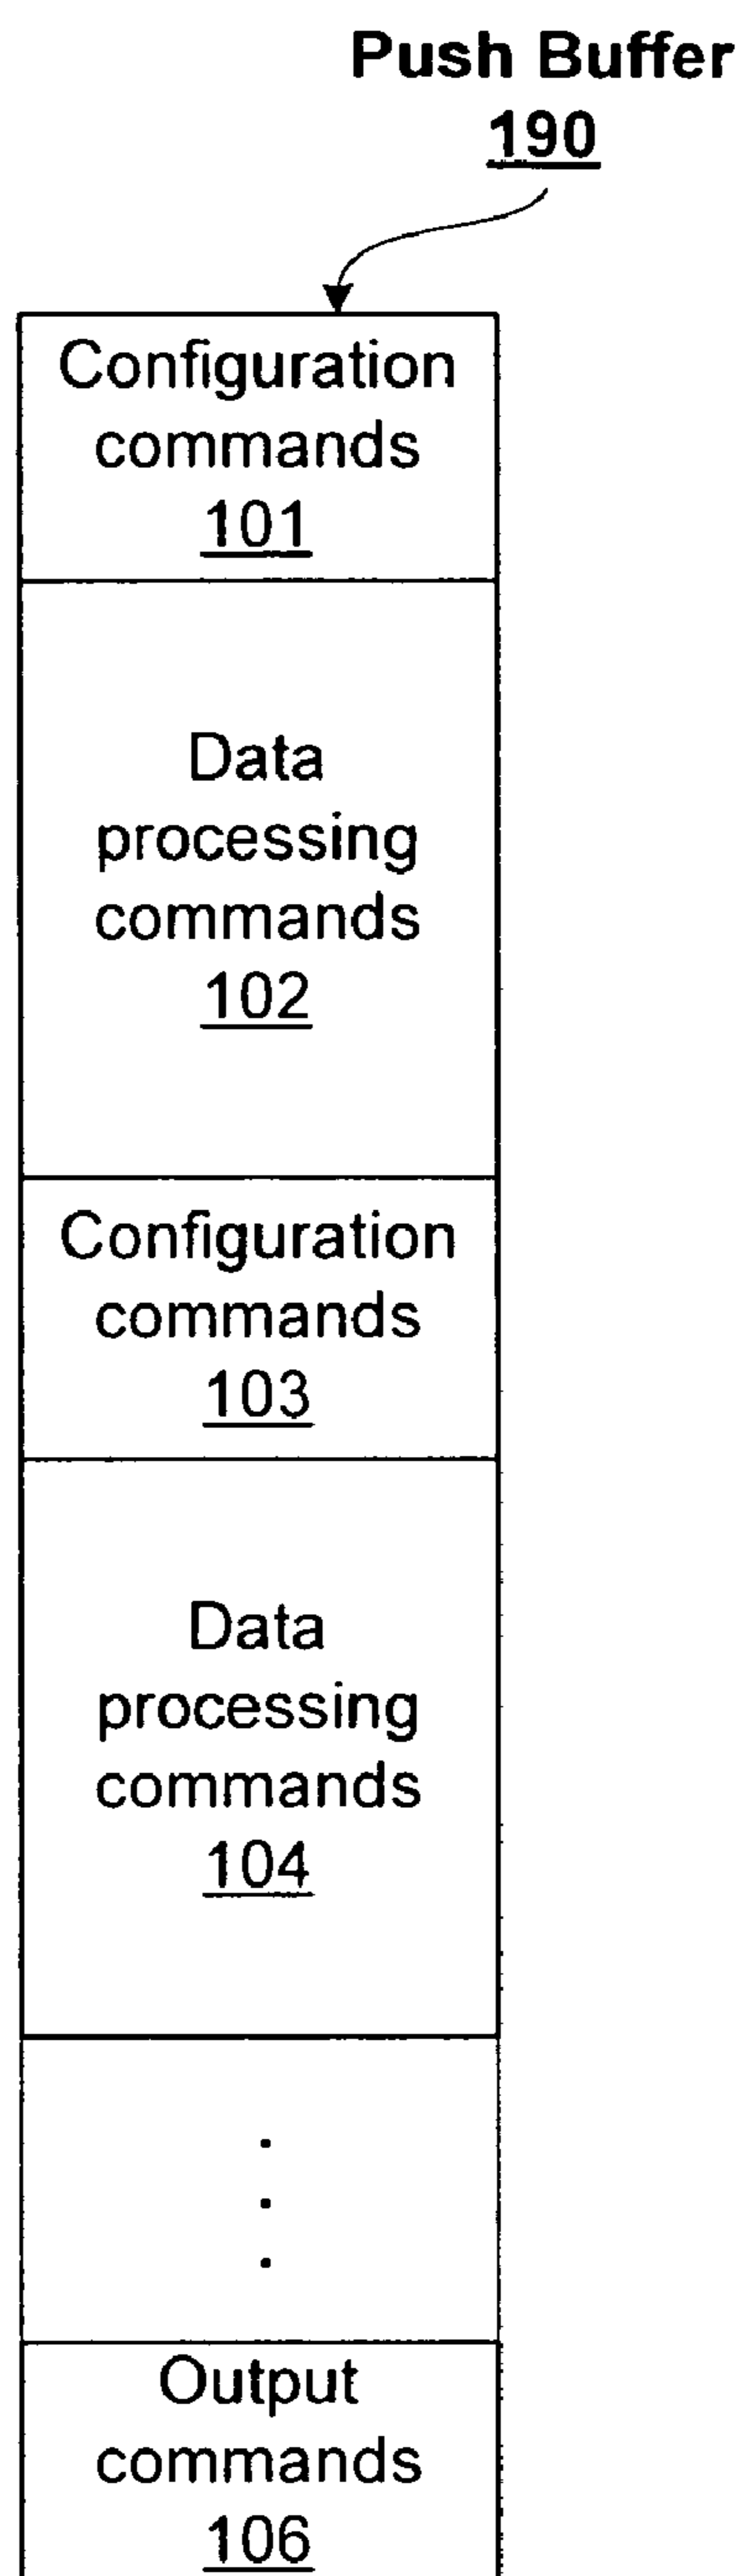 Push Buffer
190
Configuration
commands
101
Data
processing
commands
102
Configuration
commands
103
Data
processing
commands
104
.
.
.
Output
commands
106